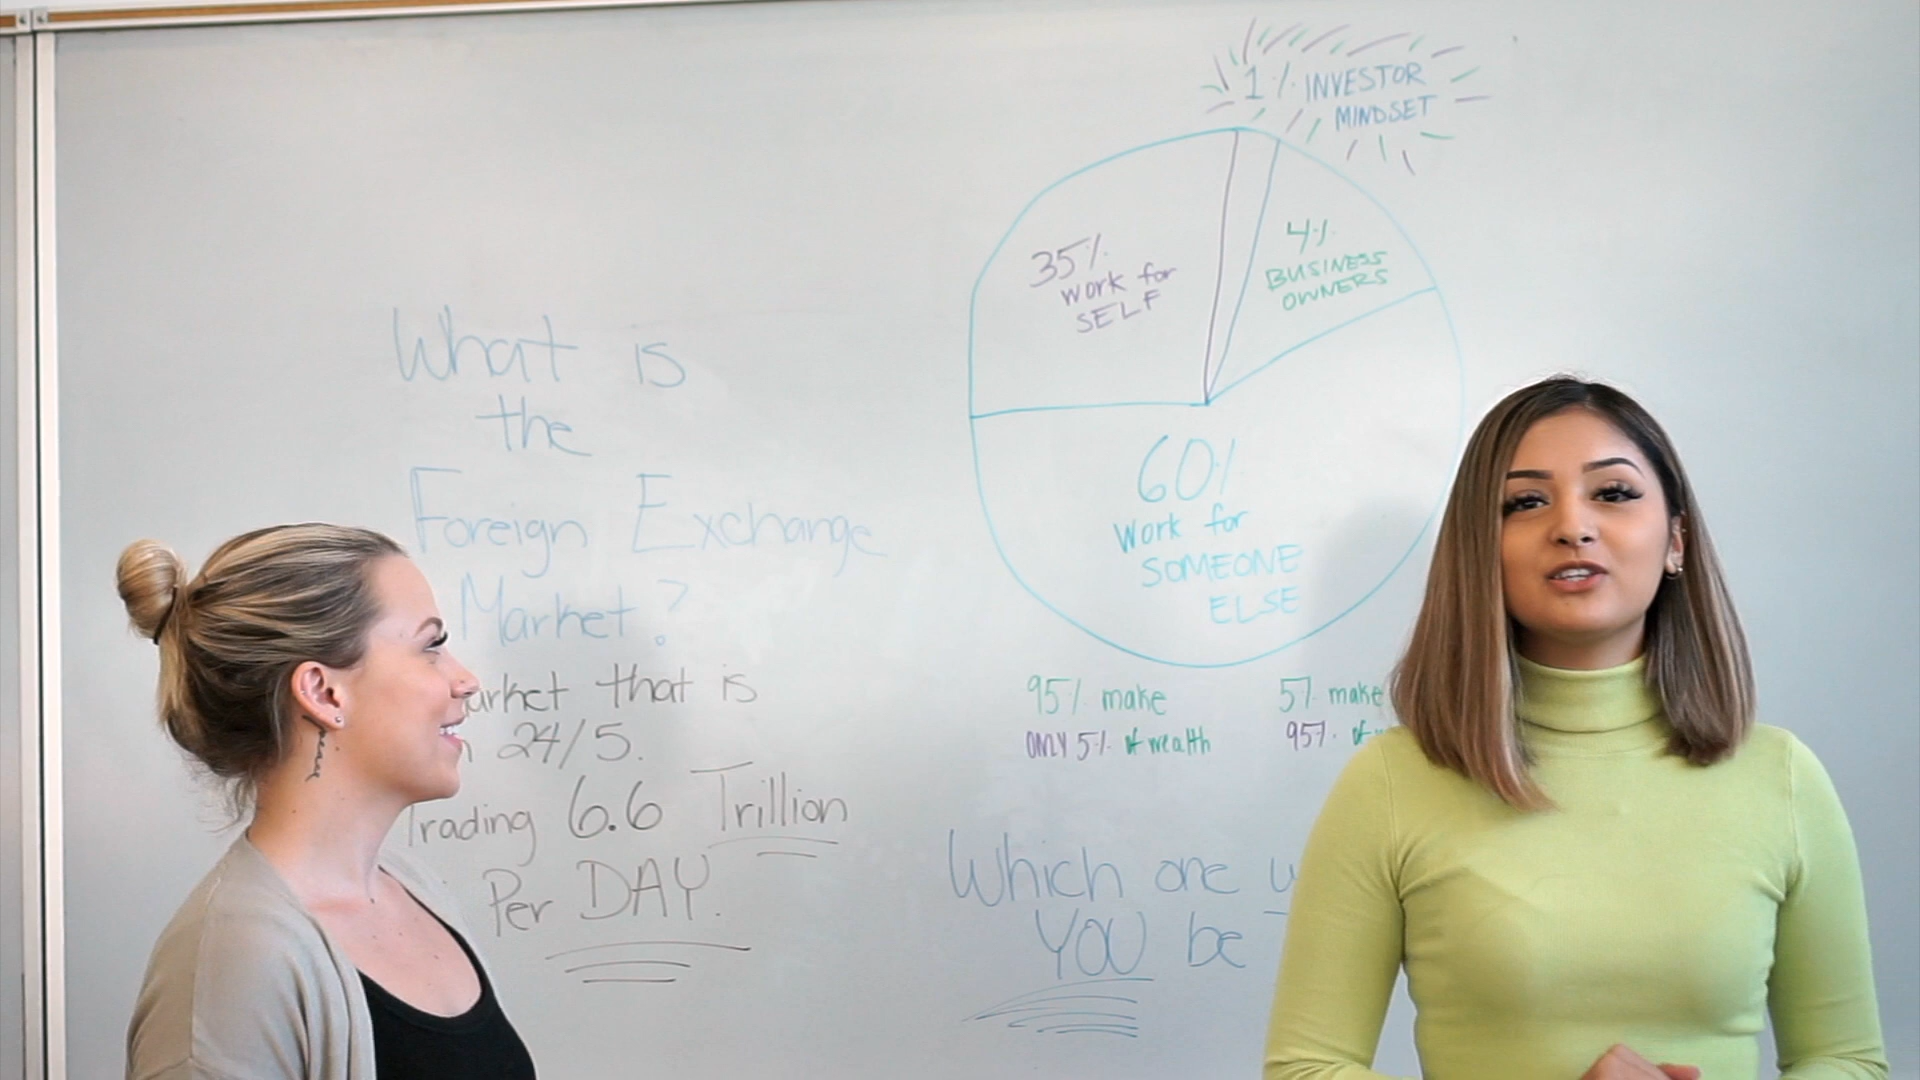 What is
the
Foreign Exchange
Market?
arket that is
24/5.
Trading 6.6 Trillion
Per DAY.
1% INVESTOR
MINDSET
35%
work for
SELF
4%
BUSINESS
OWNERS
60%
Work for
SOMEONE
ELSE
95% make
ONLY 5% of wealth
5% make
95% of
Which one
YOU be